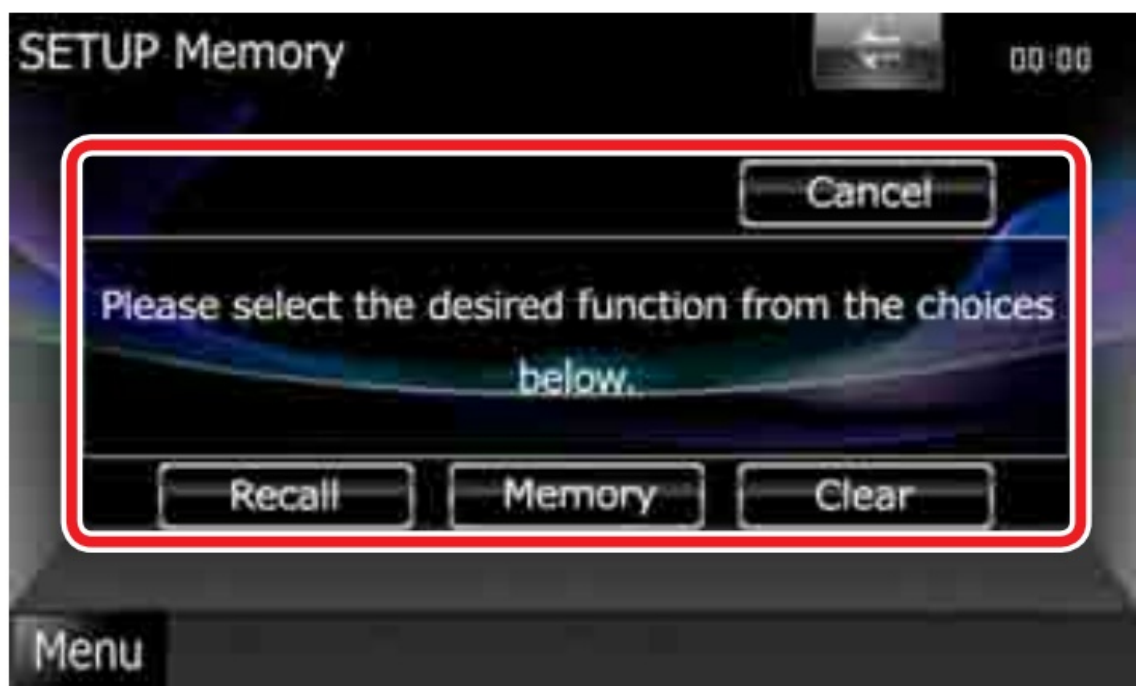 SETUP Memory
00:00
Cancel
Please select the desired function from the choices
below.
Recall Memory Clear
Menu